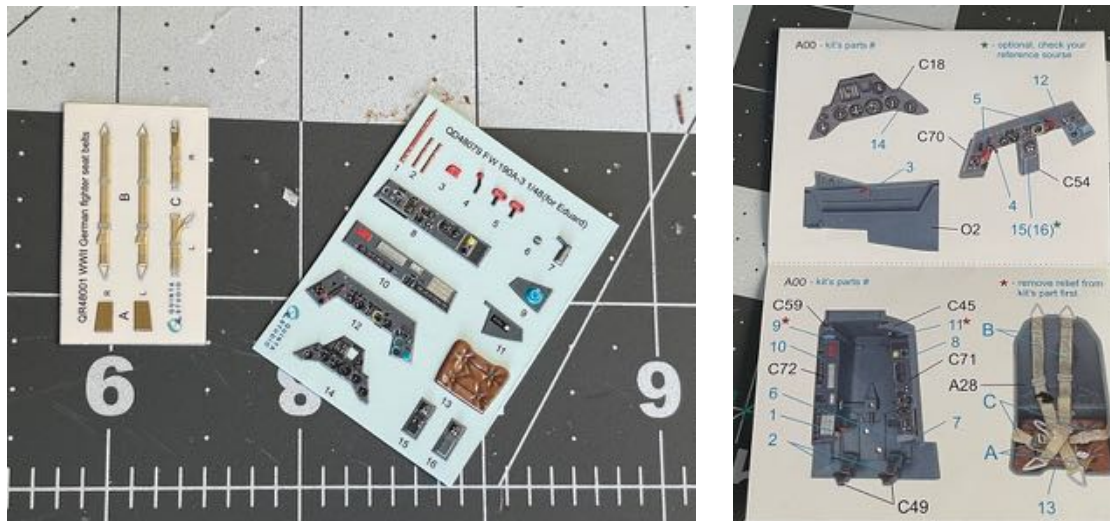 QR48001 WWII German fighter seat belts
R
L
A
B
C
R
L
QUINTA
STUDIO
QD48079 FW 190A-3 1/48(for Eduard)
1
2
3
4
5
6
7
8
9
10
11
12
13
14
15
16
QUINTA
STUDIO
6
8
9
A00 - kit's parts #
* - optional, check your
reference sourse
C18
12
5
14
C70
3
4
C54
O2
15(16)*
A00 - kit's parts #
* - remove relief from
kit's part first
C59
C45
9*
11*
B
10
8
C72
C71
A28
6
C
1
7
2
A
C49
13